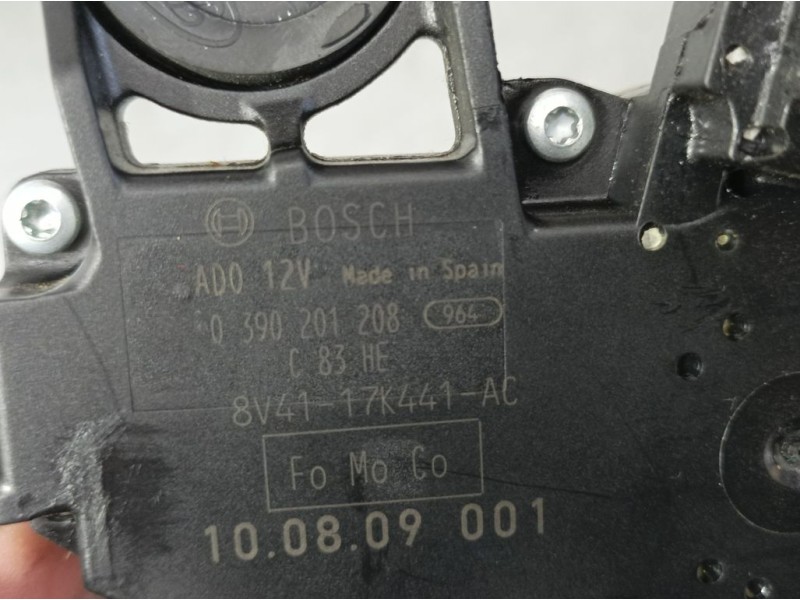 BOSCH
AD0 12V Made in Spain
0 390 201 208 964
C 83 HE
8V41-17K441-AC
Fo Mo Co
10.08.09 001